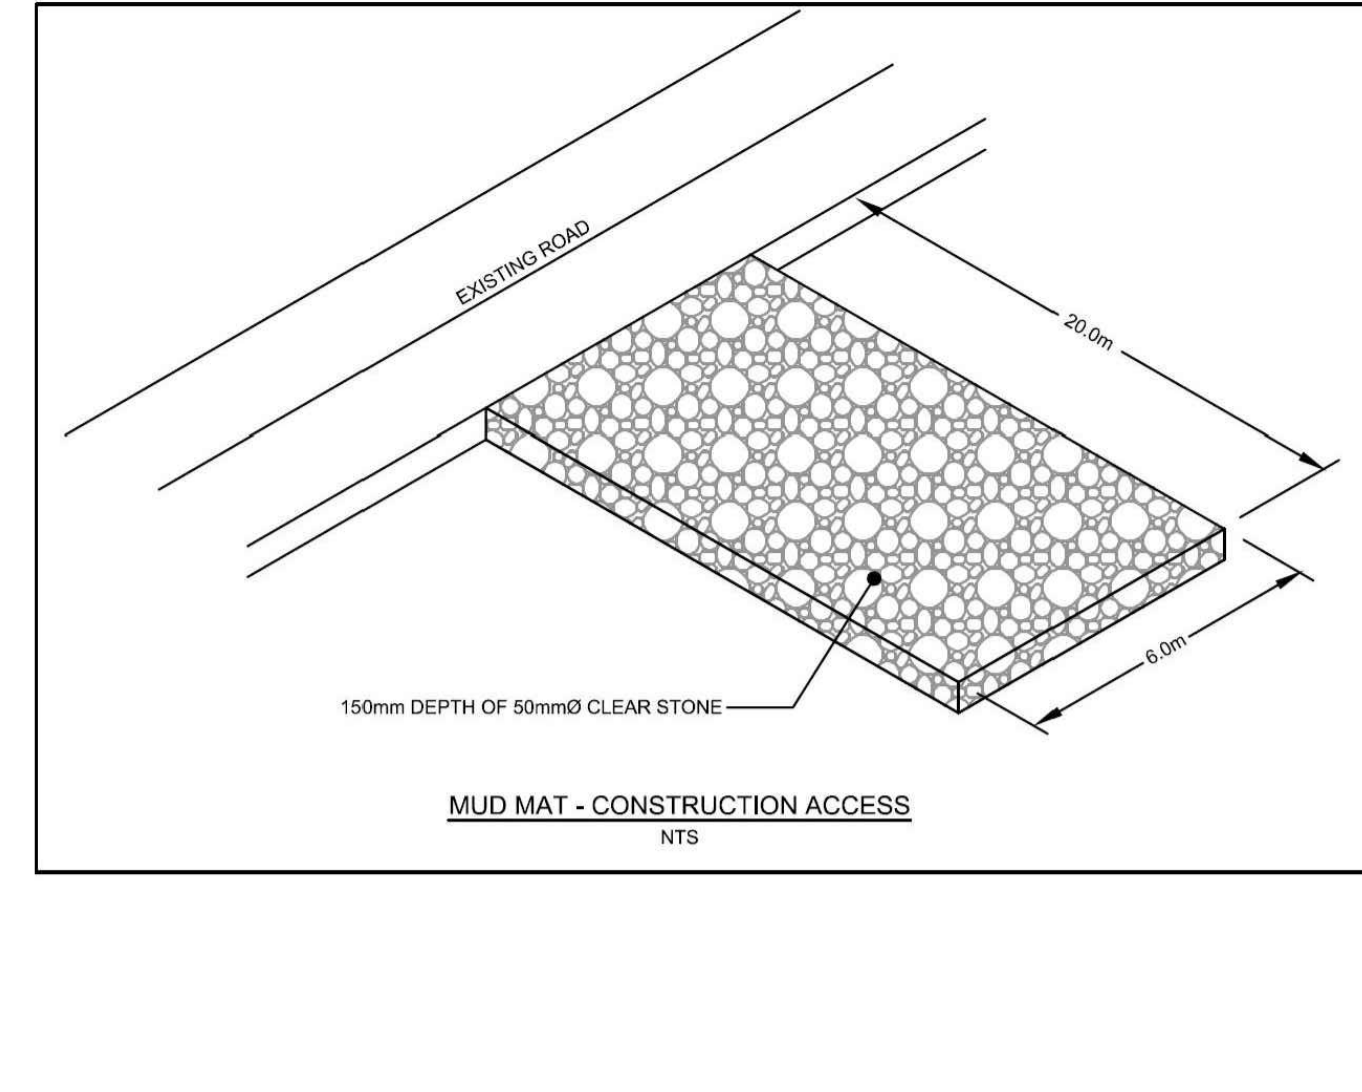 EXISTING ROAD
20.0m
6.0m
150mm DEPTH OF 50mmØ CLEAR STONE
MUD MAT - CONSTRUCTION ACCESS
NTS